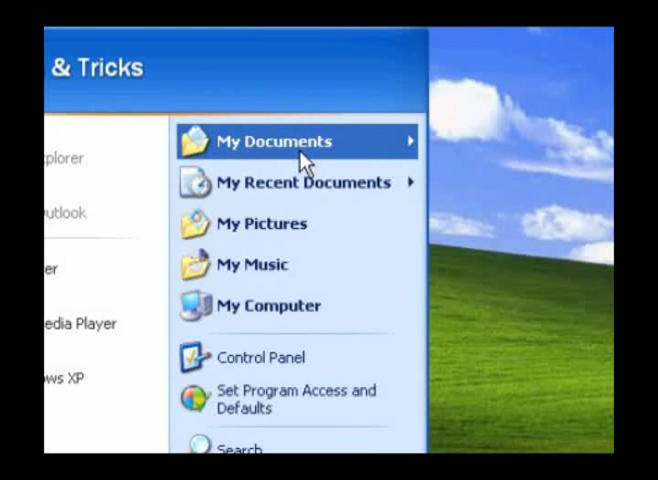 & Tricks
My Documents
My Recent Documents
My Pictures
My Music
My Computer
Control Panel
Set Program Access and
Defaults
Search
xplorer
utlook
er
edia Player
ows XP